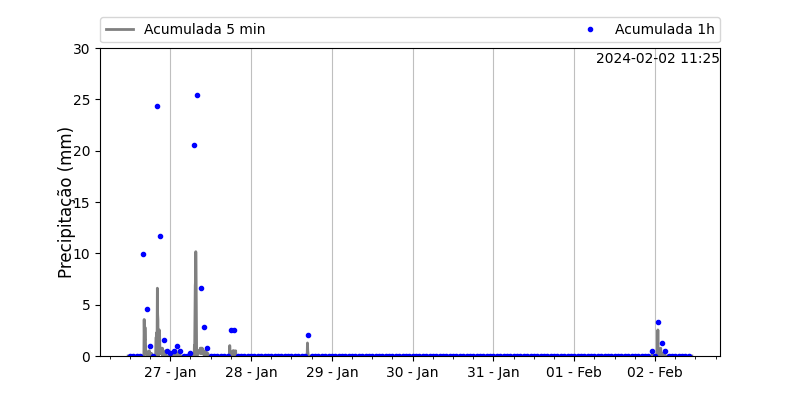 Acumulada 5 min
Acumulada 1h
2024-02-02 11:25
Precipitação (mm)
30
25
20
15
10
5
0
27 - Jan
28 - Jan
29 - Jan
30 - Jan
31 - Jan
01 - Feb
02 - Feb